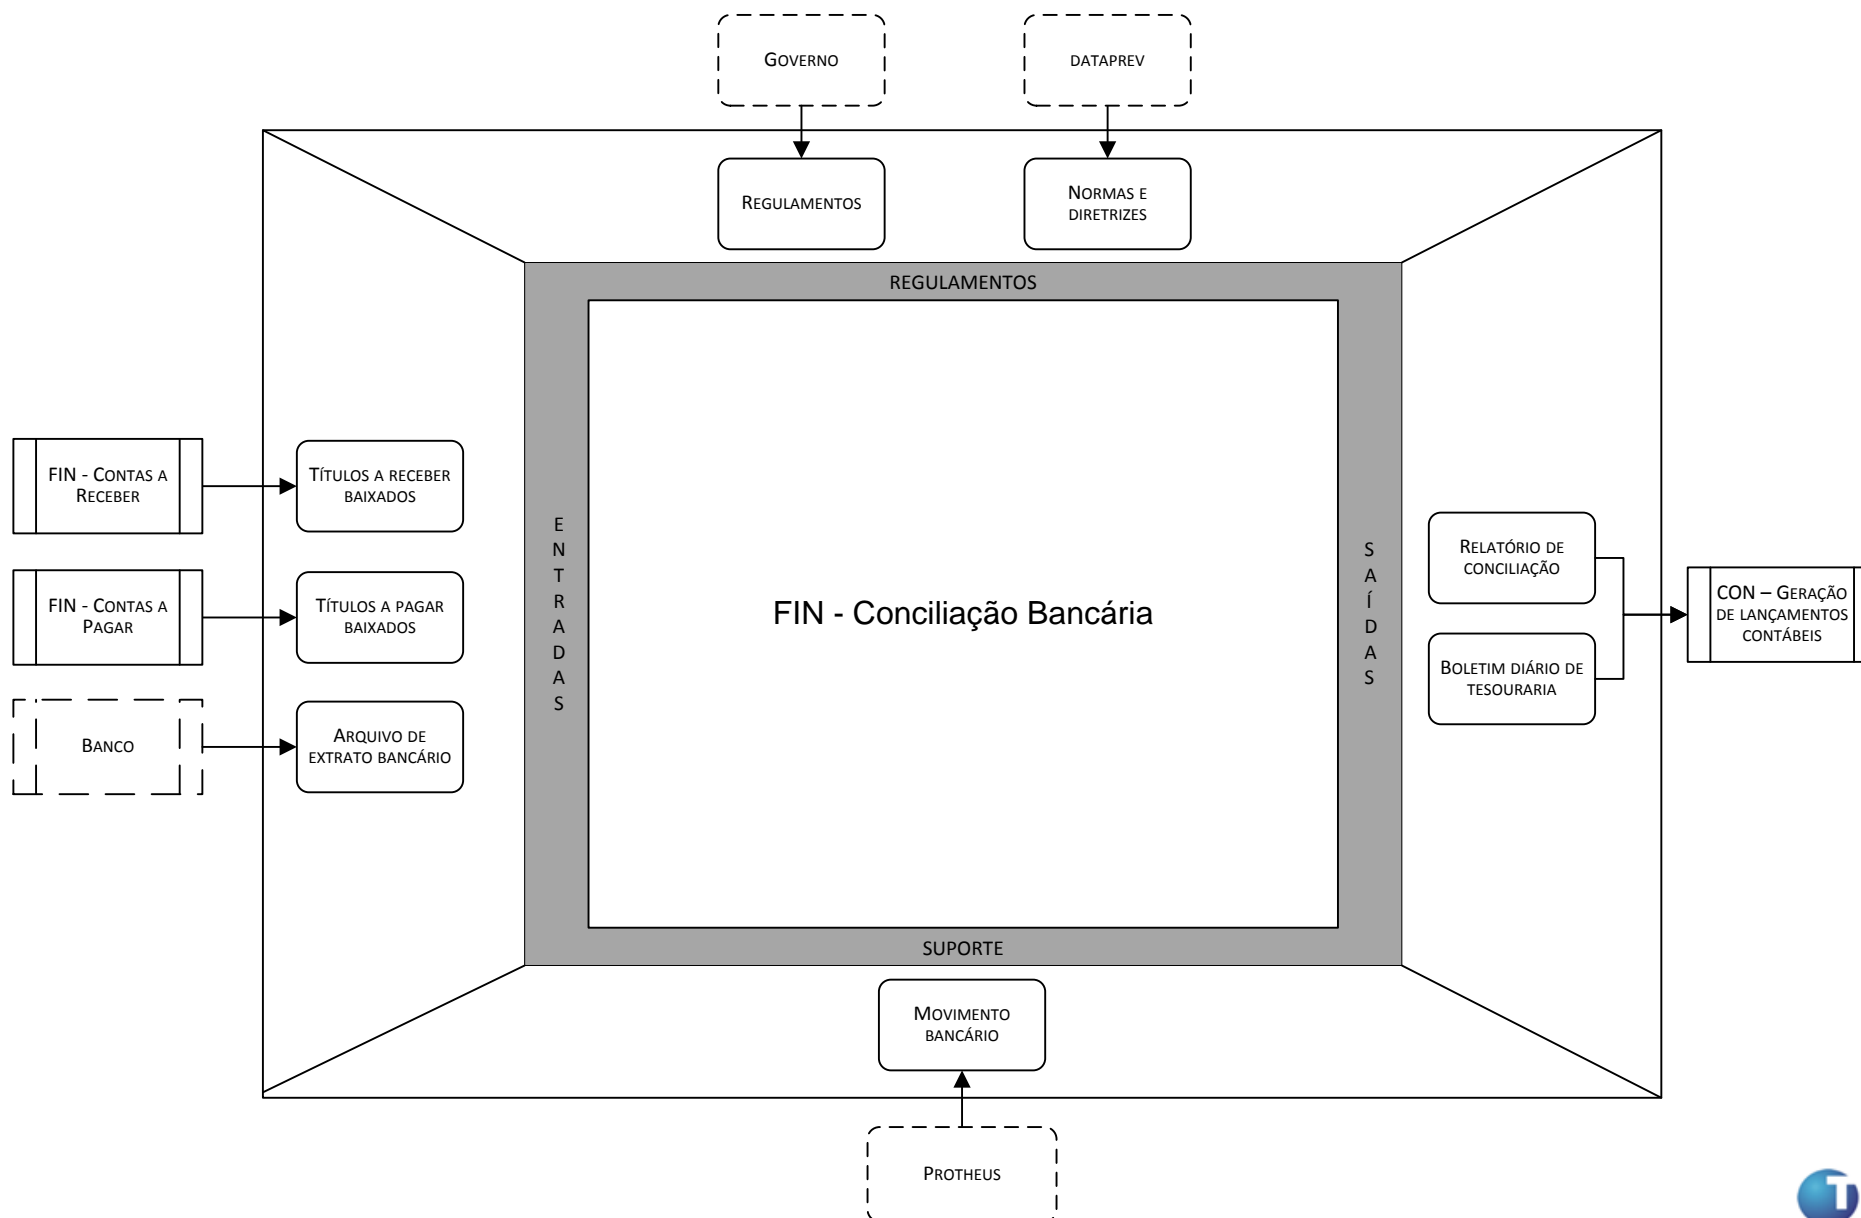 GOVERNO
DATAPREV
REGULAMENTOS
NORMAS E
DIRETRIZES
REGULAMENTOS
FIN - CONTAS A
RECEBER
TÍTULOS A RECEBER
BAIXADOS
FIN - CONTAS A
PAGAR
TÍTULOS A PAGAR
BAIXADOS
BANCO
ARQUIVO DE
EXTRATO BANCÁRIO
E
N
T
R
A
D
A
S
FIN - Conciliação Bancária
S
A
Í
D
A
S
RELATÓRIO DE
CONCILIAÇÃO
BOLETIM DIÁRIO DE
TESOURARIA
CON – GERAÇÃO
DE LANÇAMENTOS
CONTÁBEIS
SUPORTE
MOVIMENTO
BANCÁRIO
PROTHEUS
T